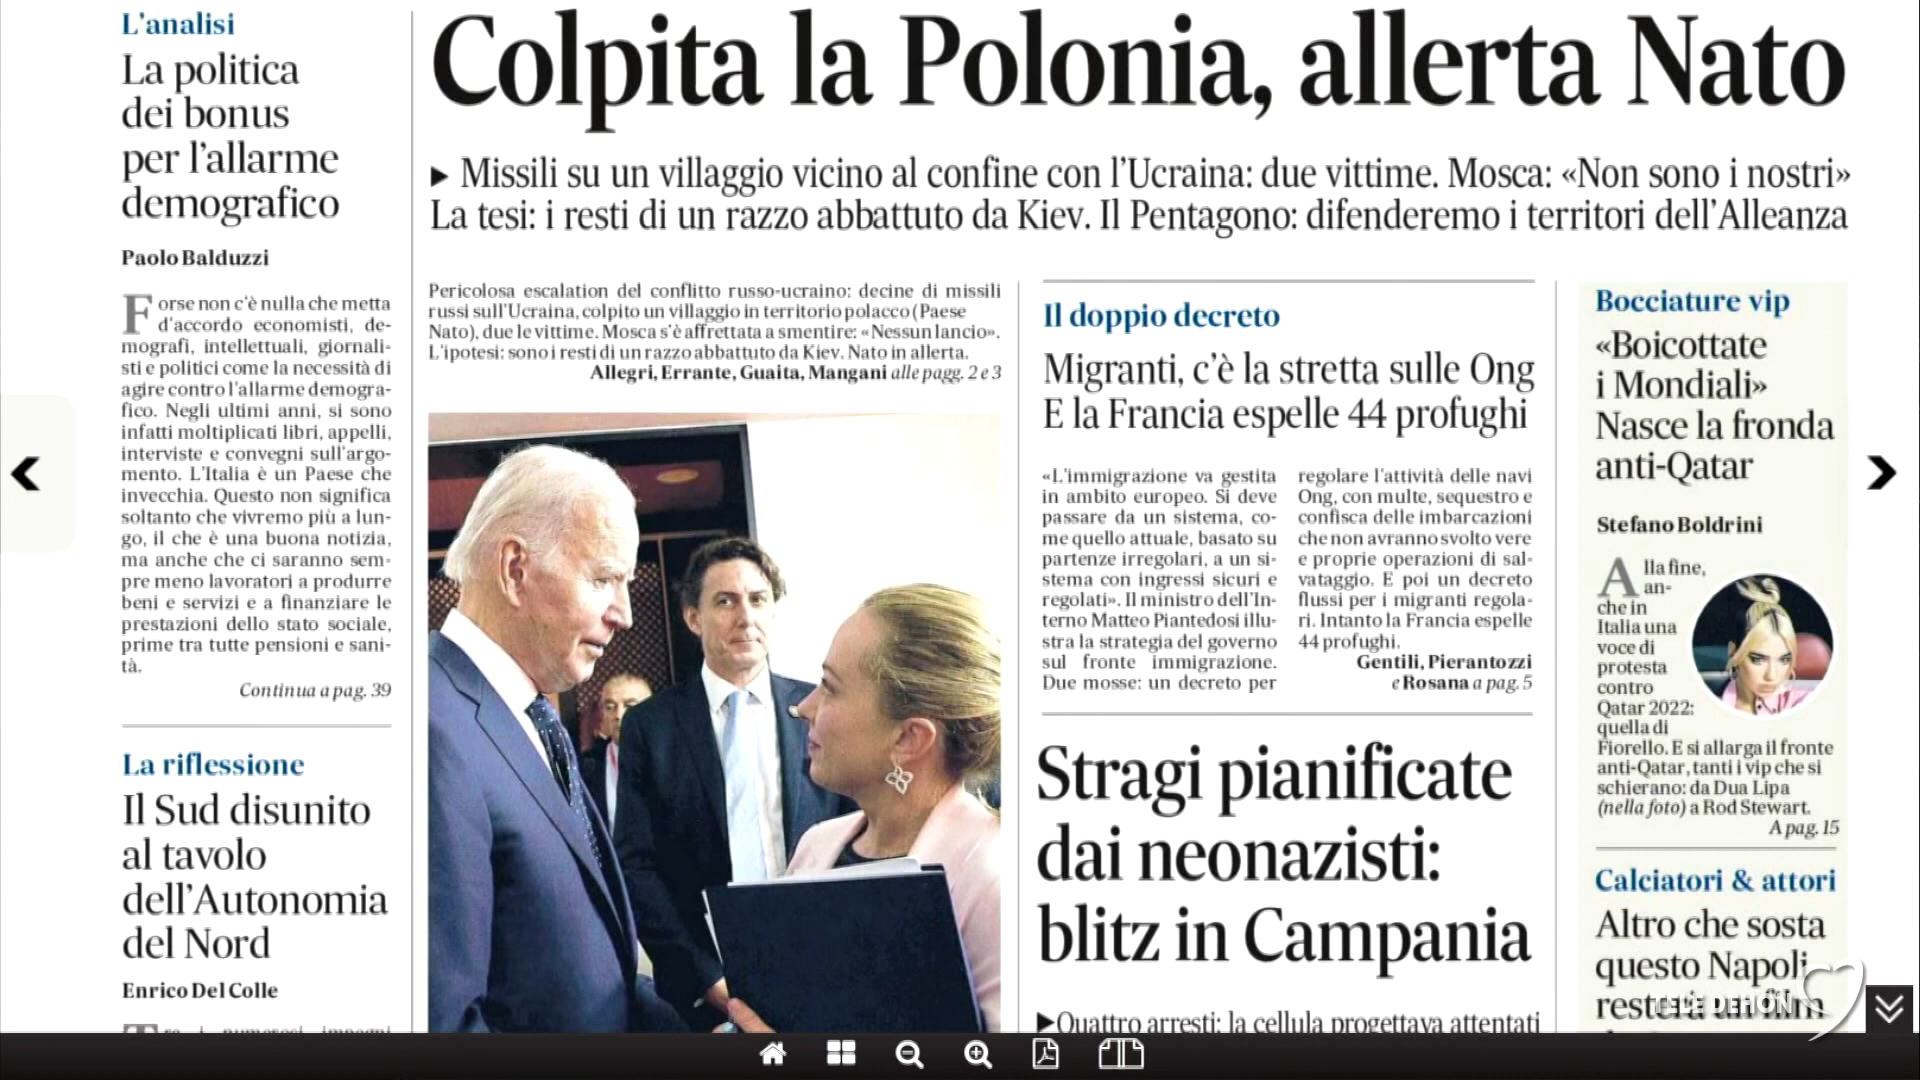 L'analisi
La politica
dei bonus
per l'allarme
demografico
Paolo Balduzzi
Forse non c'è nulla che metta
d'accordo economisti, de-
mografi, intellettuali, giornali-
sti e politici come la necessità di
agire contro l'allarme demogra-
fico. Negli ultimi anni, si sono
infatti moltiplicati libri, appelli,
interviste e convegni sull'argo-
mento. L'Italia è un Paese che
invecchia. Questo non significa
soltanto che vivremo più a lun-
go, il che è una buona notizia,
ma anche che ci saranno sem-
pre meno lavoratori a produrre
beni e servizi e a finanziare le
prestazioni dello stato sociale,
prime tra tutte pensioni e sani-
tà.
Continua a pag. 39
La riflessione
Il Sud disunito
al tavolo
dell'Autonomia
del Nord
Enrico Del Colle
Colpita la Polonia, allerta Nato
▶ Missili su un villaggio vicino al confine con l'Ucraina: due vittime. Mosca: «Non sono i nostri»
La tesi: i resti di un razzo abbattuto da Kiev. Il Pentagono: difenderemo i territori dell'Alleanza
Pericolosa escalation del conflitto russo-ucraino: decine di missili
russi sull'Ucraina, colpito un villaggio in territorio polacco (Paese
Nato), due le vittime. Mosca s'è affrettata a smentire: «Nessun lancio».
L'ipotesi: sono i resti di un razzo abbattuto da Kiev. Nato in allerta.
Allegri, Errante, Guaita, Mangani alle pagg. 2 e 3
Il doppio decreto
Migranti, c'è la stretta sulle Ong
E la Francia espelle 44 profughi
«L'immigrazione va gestita
in ambito europeo. Si deve
passare da un sistema, co-
me quello attuale, basato su
partenze irregolari, a un si-
stema con ingressi sicuri e
regolati». Il ministro dell'In-
terno Matteo Piantedosi illu-
stra la strategia del governo
sul fronte immigrazione.
Due mosse: un decreto per
regolare l'attività delle navi
Ong, con multe, sequestro e
confisca delle imbarcazioni
che non avranno svolto vere
e proprie operazioni di sal-
vataggio. E poi un decreto
flussi per i migranti regola-
ri. Intanto la Francia espelle
44 profughi.
Gentili, Pierantozzi
e Rosana a pag. 5
Stragi pianificate
dai neonazisti:
blitz in Campania
▶Quattro arresti: la cellula progettava attentati
Bocciature vip
«Boicottate
i Mondiali»
Nasce la fronda
anti-Qatar
Stefano Boldrini
Alla fine,
an-
che in
Italia una
voce di
protesta
contro
Qatar 2022:
quella di
Fiorello. E si allarga il fronte
anti-Qatar, tanti i vip che si
schierano: da Dua Lipa
(nella foto) a Rod Stewart.
A pag. 15
Calciatori & attori
Altro che sosta
questo Napoli
resterà un film
TELE DEHON